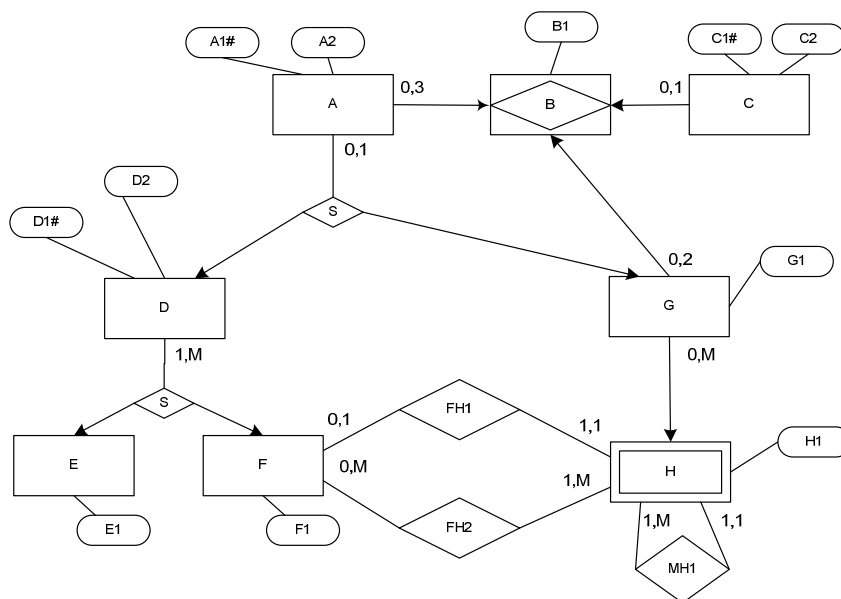 B1
A1# A2 C1# C2
0,3 0,1
A B C
0,1
D2
S
D1#
0,2 G1
D G
1,M 0,M
S
FH1
0,1 1,1
H1
E F 0,M 1,M H
E1 F1 FH2 1,M 1,1
MH1